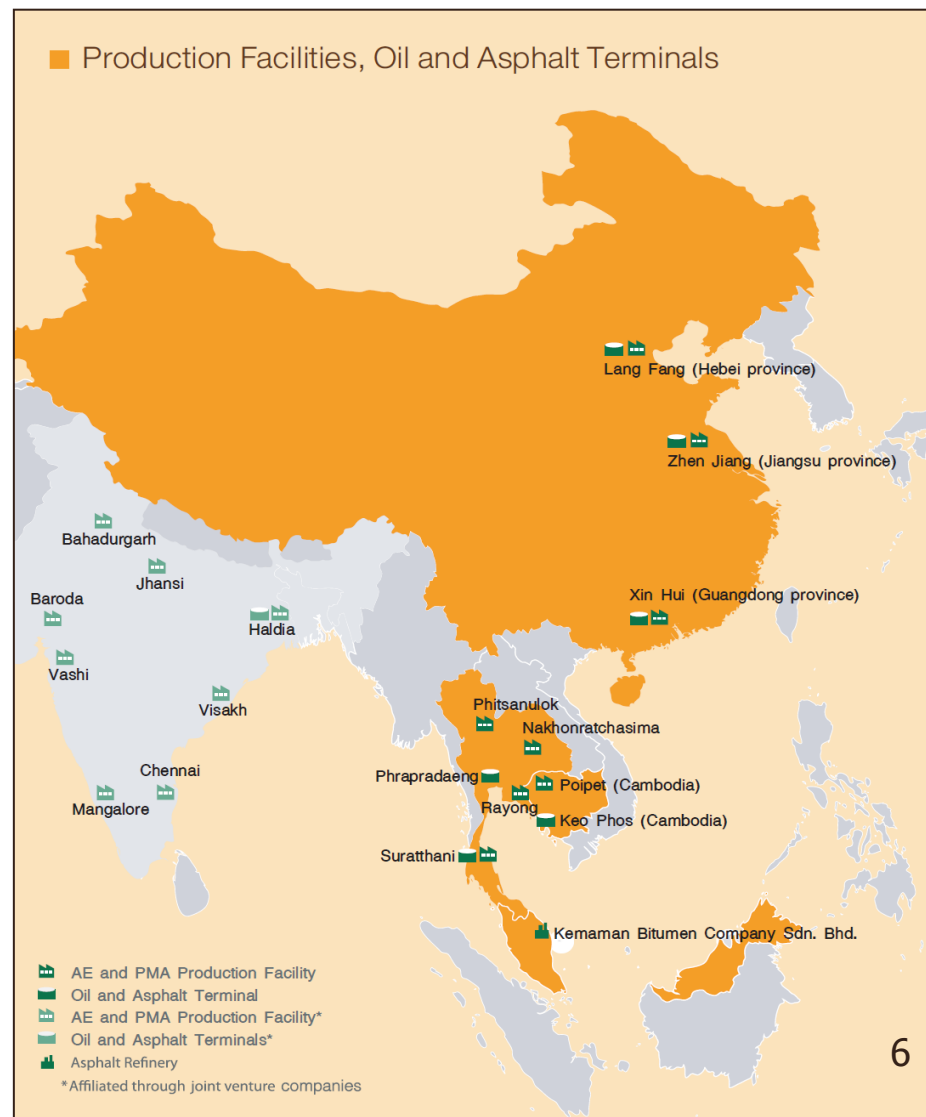 Production Facilities, Oil and Asphalt Terminals
Lang Fang (Hebei province)
Zhen Jiang (Jiangsu province)
Bahadurgarh
Jhansi
Baroda
Xin Hui (Guangdong province)
Haldia
Vashi
Visakh
Phitsanulok
Nakhonratchasima
Chennai
Phrapradaeng
Poipet (Cambodia)
Mangalore
Rayong
Keo Phos (Cambodia)
Suratthani
Kemaman Bitumen Company Sdn. Bhd.
AE and PMA Production Facility
Oil and Asphalt Terminal
AE and PMA Production Facility*
Oil and Asphalt Terminals*
Asphalt Refinery
*Affiliated through joint venture companies
6